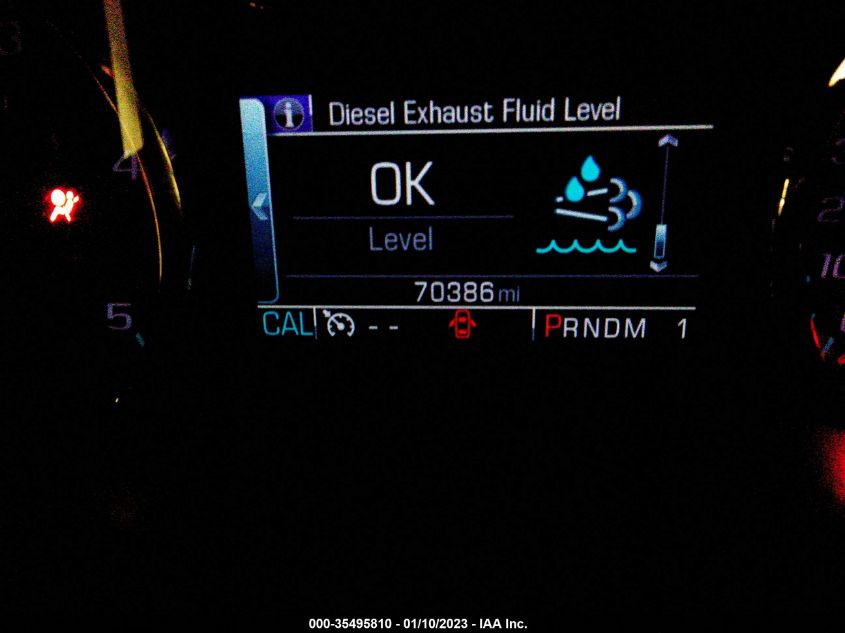 Diesel Exhaust Fluid Level
OK
Level
70386 mi
CAL -- PRNDM 1
4
5
10
000-35495810 - 01/10/2023 - IAA Inc.